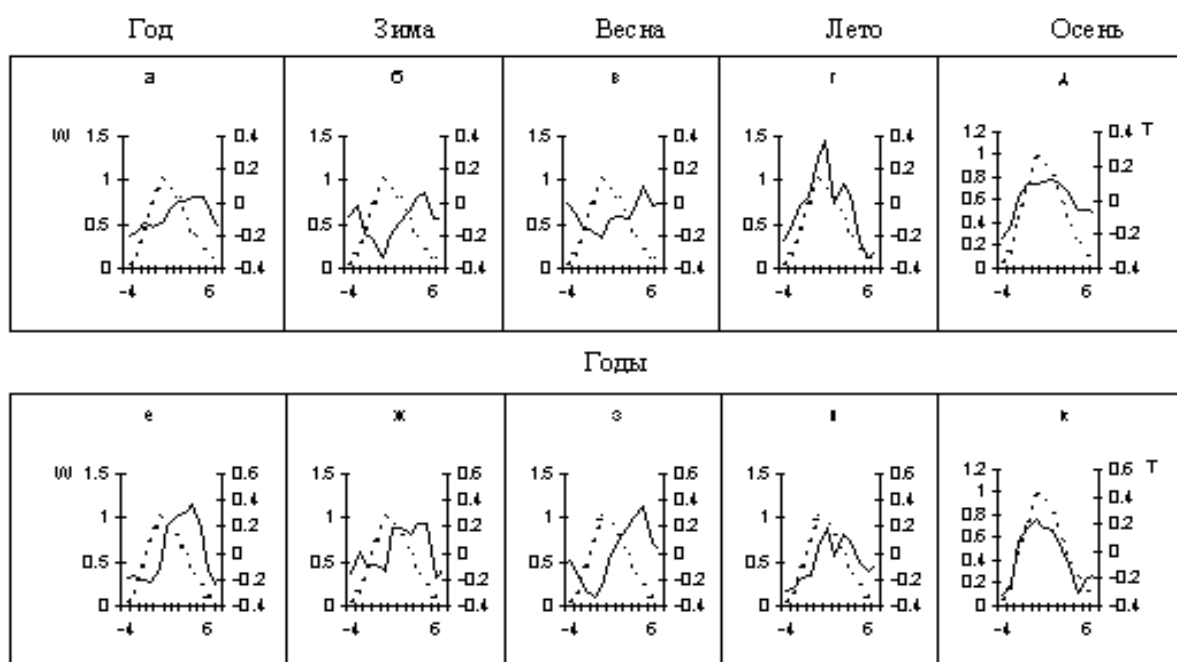 Год Зима Весна Лето Осень
а б в г д
W 1.5 0.4 1.5 0.4 1.5 0.4 1.5 0.4 1.2 0.4 T
1 0.2 1 0.2 1 0.2 1 0.2 1 0.2
0.8
0 0 0 0 0.6 0
0.5 0.5 0.5 0.5 0.4
-0.2 -0.2 -0.2 -0.2 0.2 -0.2
0 -0.4 0 -0.4 0 -0.4 0 -0.4 0 -0.4
-4 6 -4 6 -4 6 -4 6 -4 6
Годы
е ж з и к
W 1.5 0.6 1.5 0.6 1.5 0.6 1.5 0.6 1.2 0.6 T
0.4 0.4 0.4 0.4 1 0.4
1 0.2 1 0.2 1 0.2 1 0.2 0.8 0.2
0 0 0 0 0.6 0
0.5 0.5 0.5 0.5 0.4
-0.2 -0.2 -0.2 -0.2 0.2 -0.2
0 -0.4 0 -0.4 0 -0.4 0 -0.4 0 -0.4
-4 6 -4 6 -4 6 -4 6 -4 6